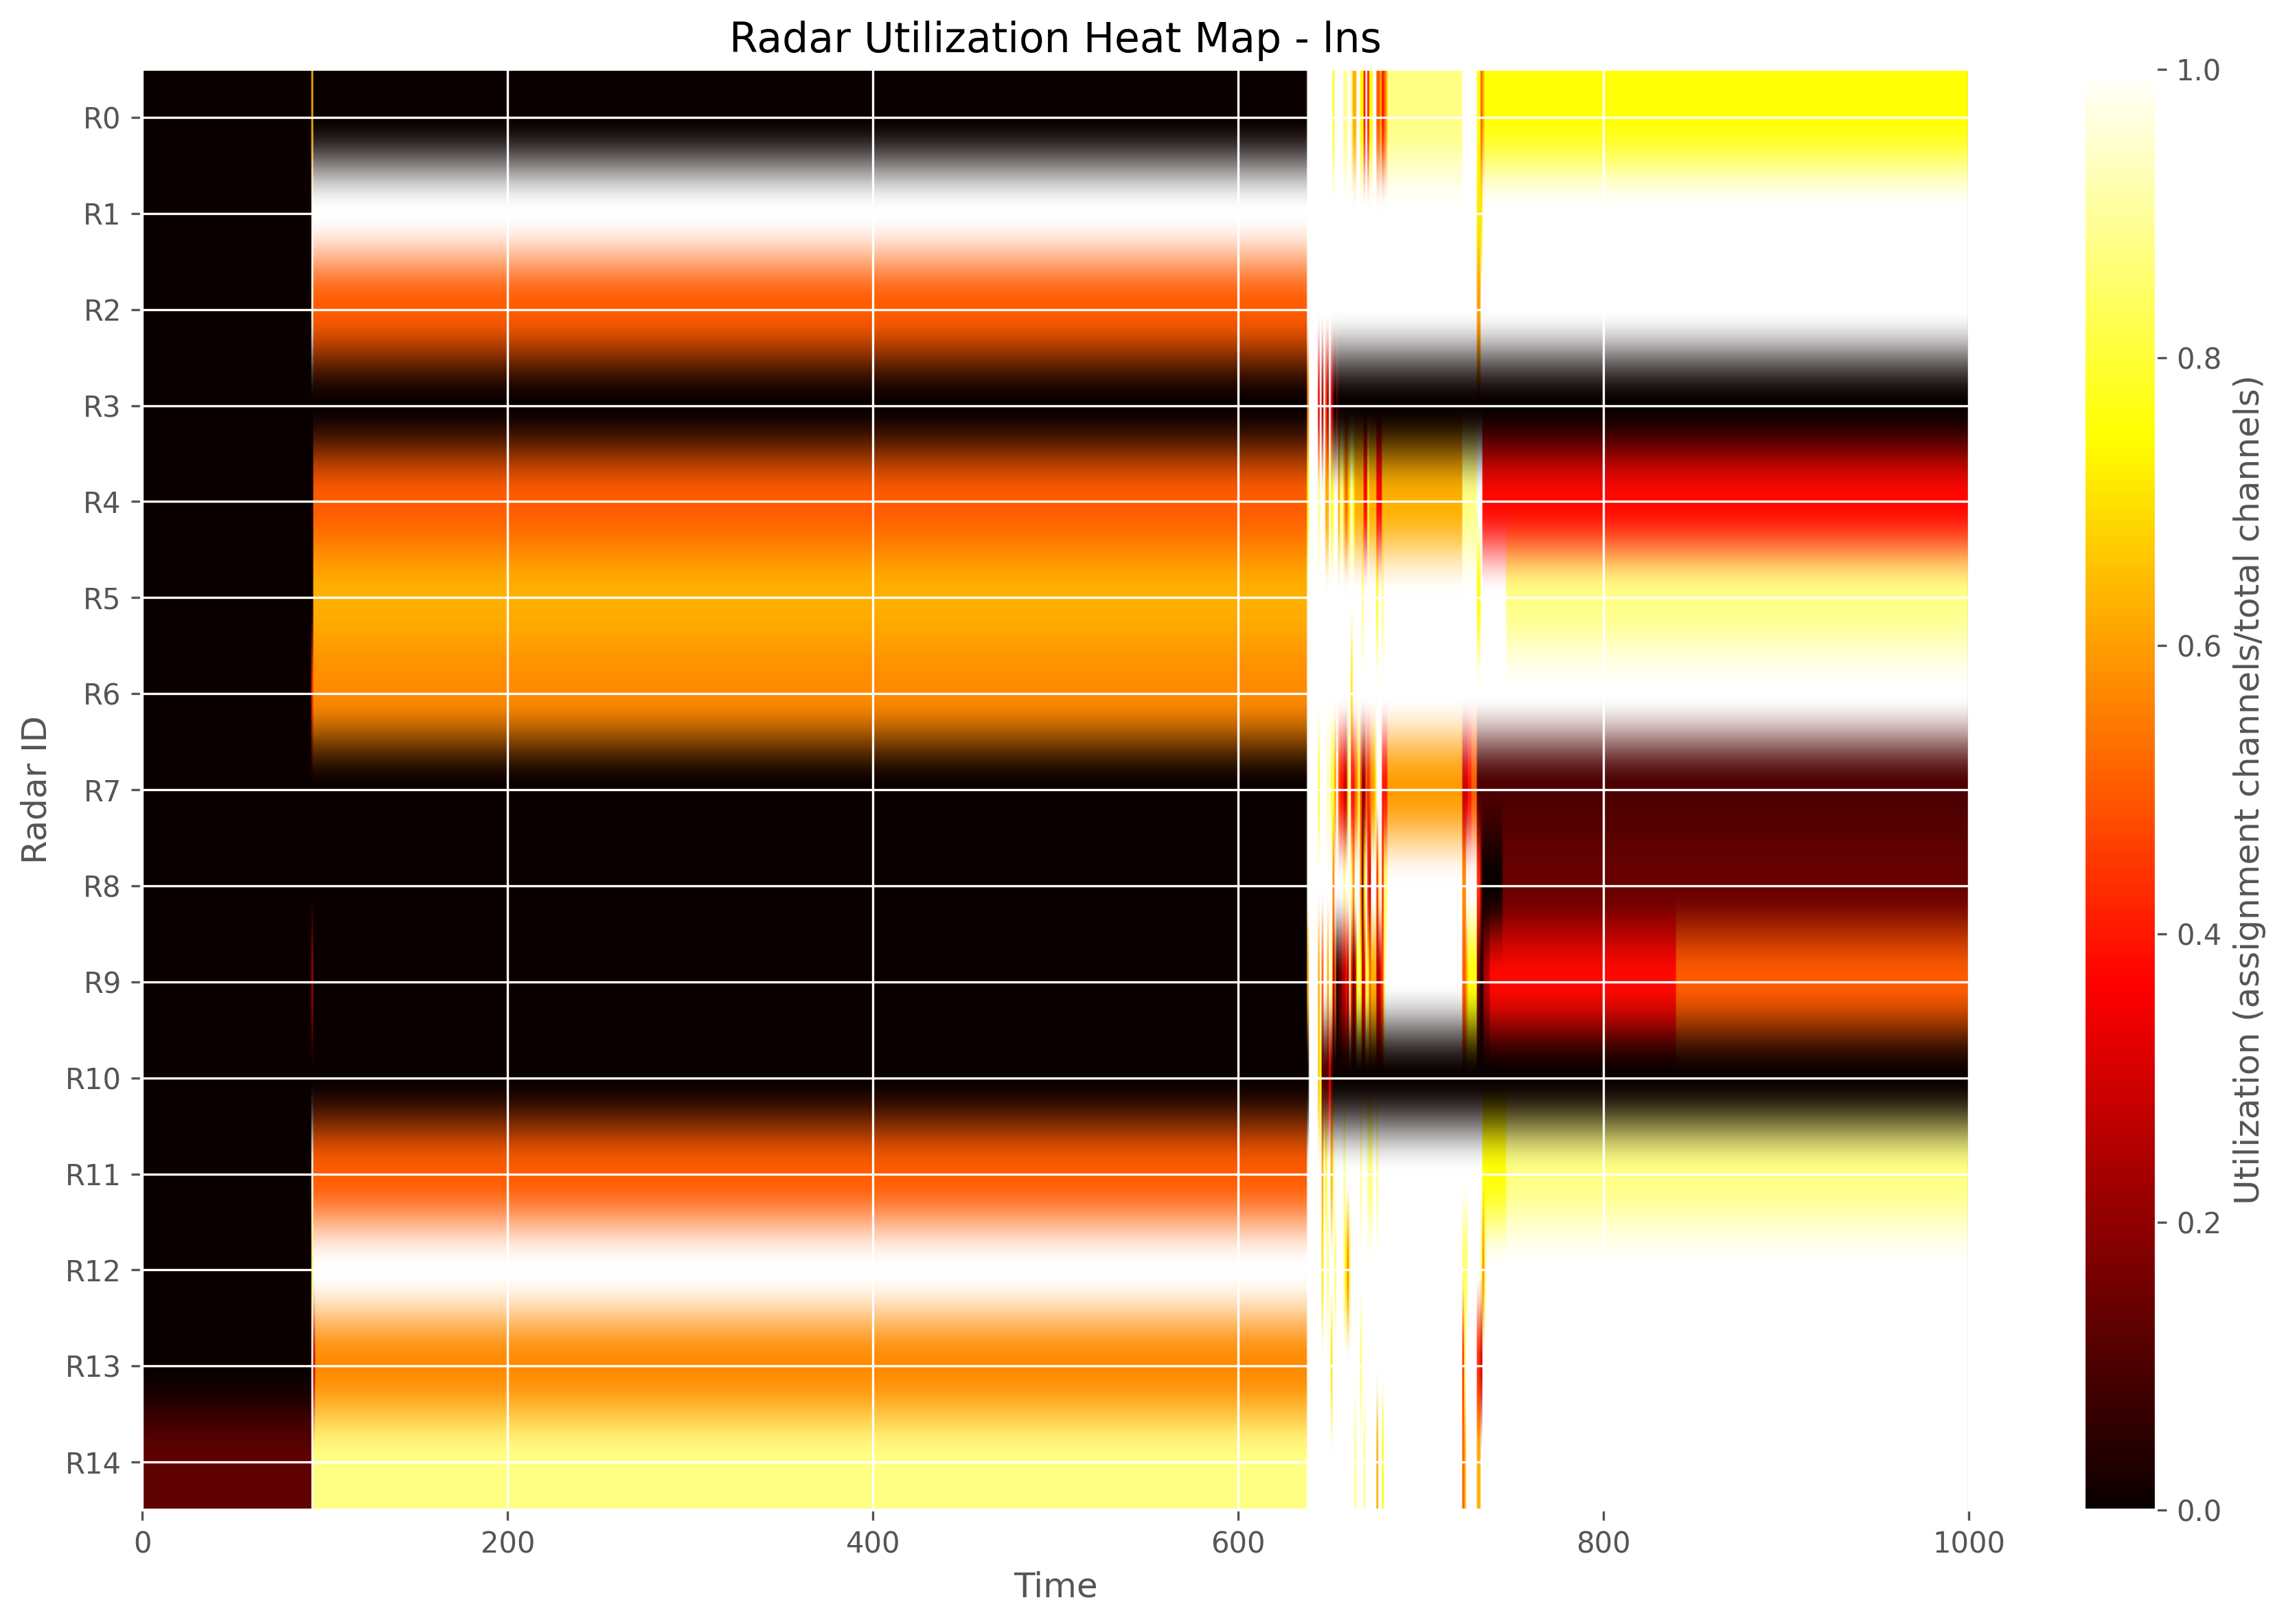 Radar Utilization Heat Map - lns
Radar ID
R0
R1
R2
R3
R4
R5
R6
R7
R8
R9
R10
R11
R12
R13
R14
0
200
400
600
800
1000
Time
1.0
0.8
0.6
0.4
0.2
0.0
Utilization (assignment channels/total channels)